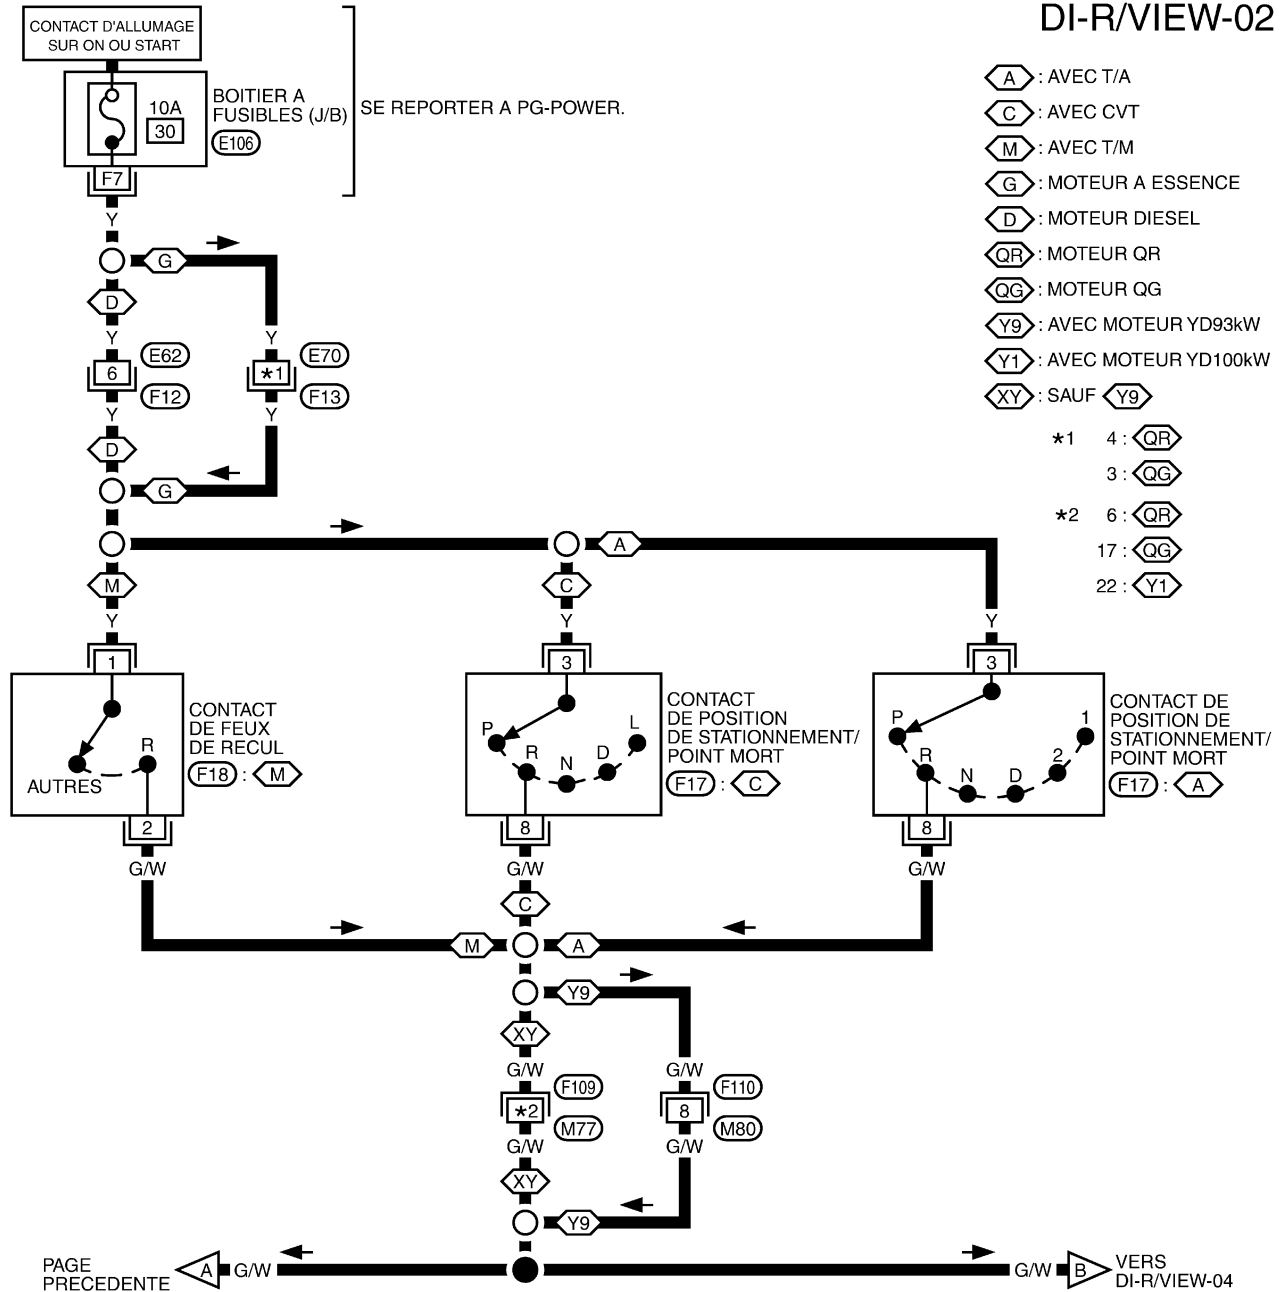 DI-R/VIEW-02
CONTACT D'ALLUMAGE
SUR ON OU START
10A
30
BOITIER A
FUSIBLES (J/B)
E106
SE REPORTER A PG-POWER.
F7
Y
A : AVEC T/A
C : AVEC CVT
M : AVEC T/M
G : MOTEUR A ESSENCE
D : MOTEUR DIESEL
QR : MOTEUR QR
QG : MOTEUR QG
Y9 : AVEC MOTEUR YD93kW
Y1 : AVEC MOTEUR YD100kW
XY : SAUF Y9
*1 4 : QR
3 : QG
*2 6 : QR
17 : QG
22 : Y1
G
D
Y
Y
6
E62
F12
*1
E70
F13
Y
Y
D
G
A
M
C
Y
Y
Y
1
3
3
AUTRES
R
CONTACT
DE FEUX
DE RECUL
F18 : M
P
R
N
D
L
CONTACT
DE POSITION
DE STATIONNEMENT/
POINT MORT
F17 : C
P
R
N
D
2
1
CONTACT DE
POSITION DE
STATIONNEMENT/
POINT MORT
F17 : A
2
8
8
G/W
G/W
G/W
C
M
A
Y9
XY
G/W
G/W
*2
F109
M77
8
F110
M80
G/W
G/W
XY
Y9
PAGE
PRECEDENTE
A
G/W
G/W
B
VERS
DI-R/VIEW-04